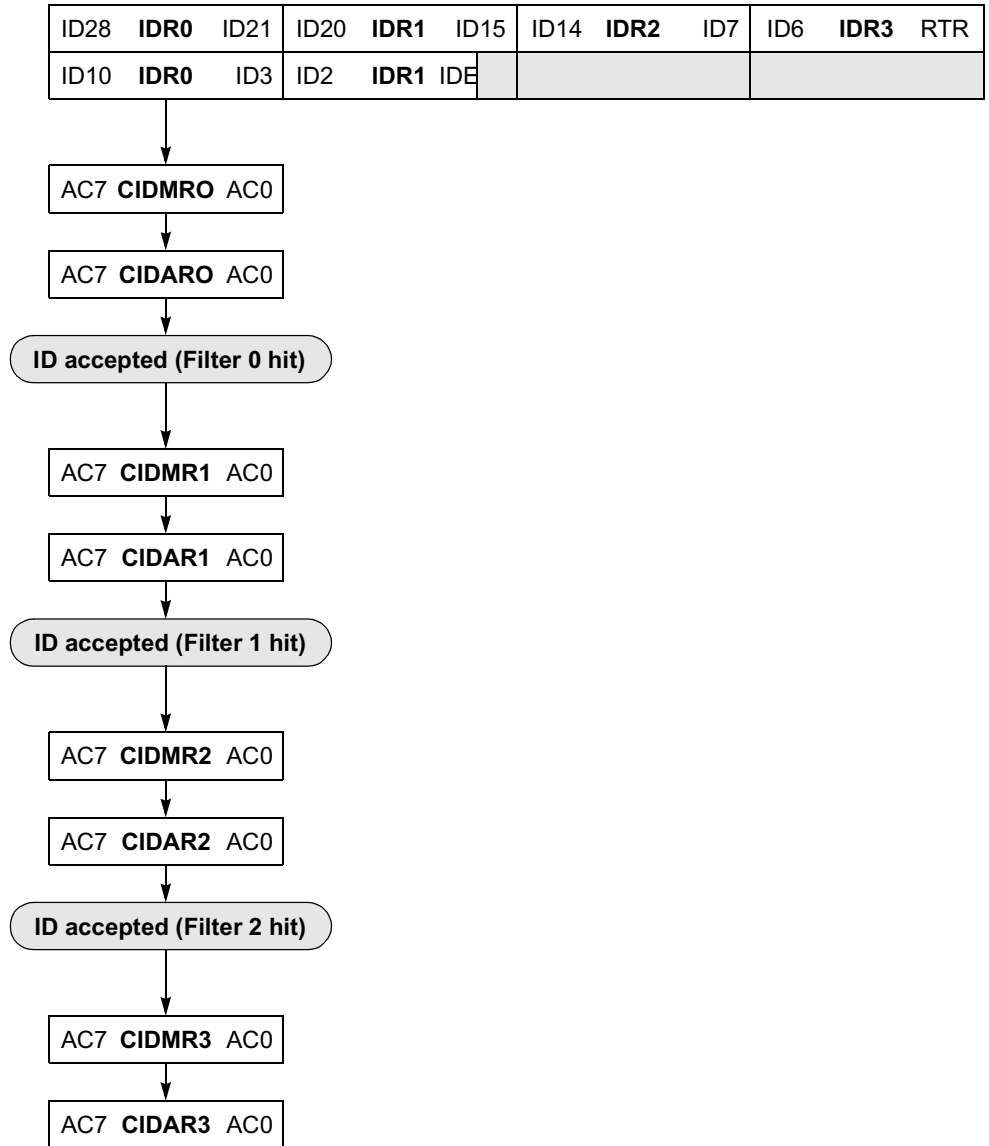 ID28 IDR0 ID21 ID20 IDR1 ID15 ID14 IDR2 ID7 ID6 IDR3 RTR
ID10 IDR0 ID3 ID2 IDR1 IDE
AC7 CIDMRO AC0
AC7 CIDARO AC0
ID accepted (Filter 0 hit)
AC7 CIDMR1 AC0
AC7 CIDAR1 AC0
ID accepted (Filter 1 hit)
AC7 CIDMR2 AC0
AC7 CIDAR2 AC0
ID accepted (Filter 2 hit)
AC7 CIDMR3 AC0
AC7 CIDAR3 AC0